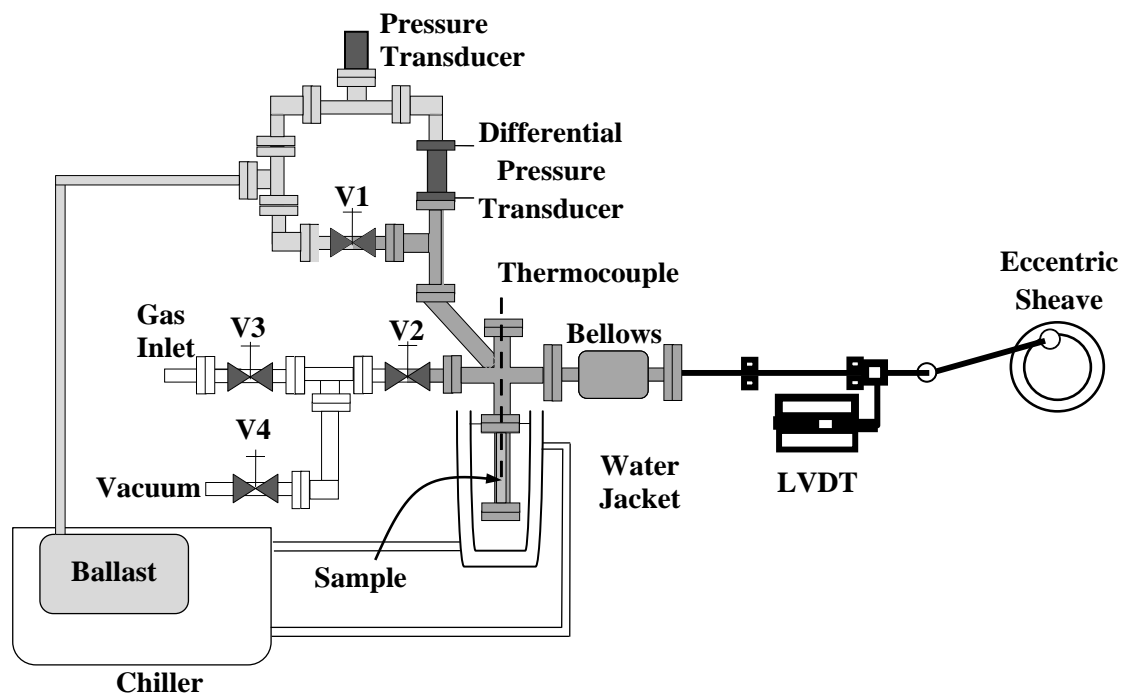 Pressure
Transducer
Differential
Pressure
Transducer
V1
Thermocouple
Eccentric
Sheave
Gas
Inlet
V3
V2
Bellows
V4
Vacuum
Water
Jacket
LVDT
Ballast
Sample
Chiller